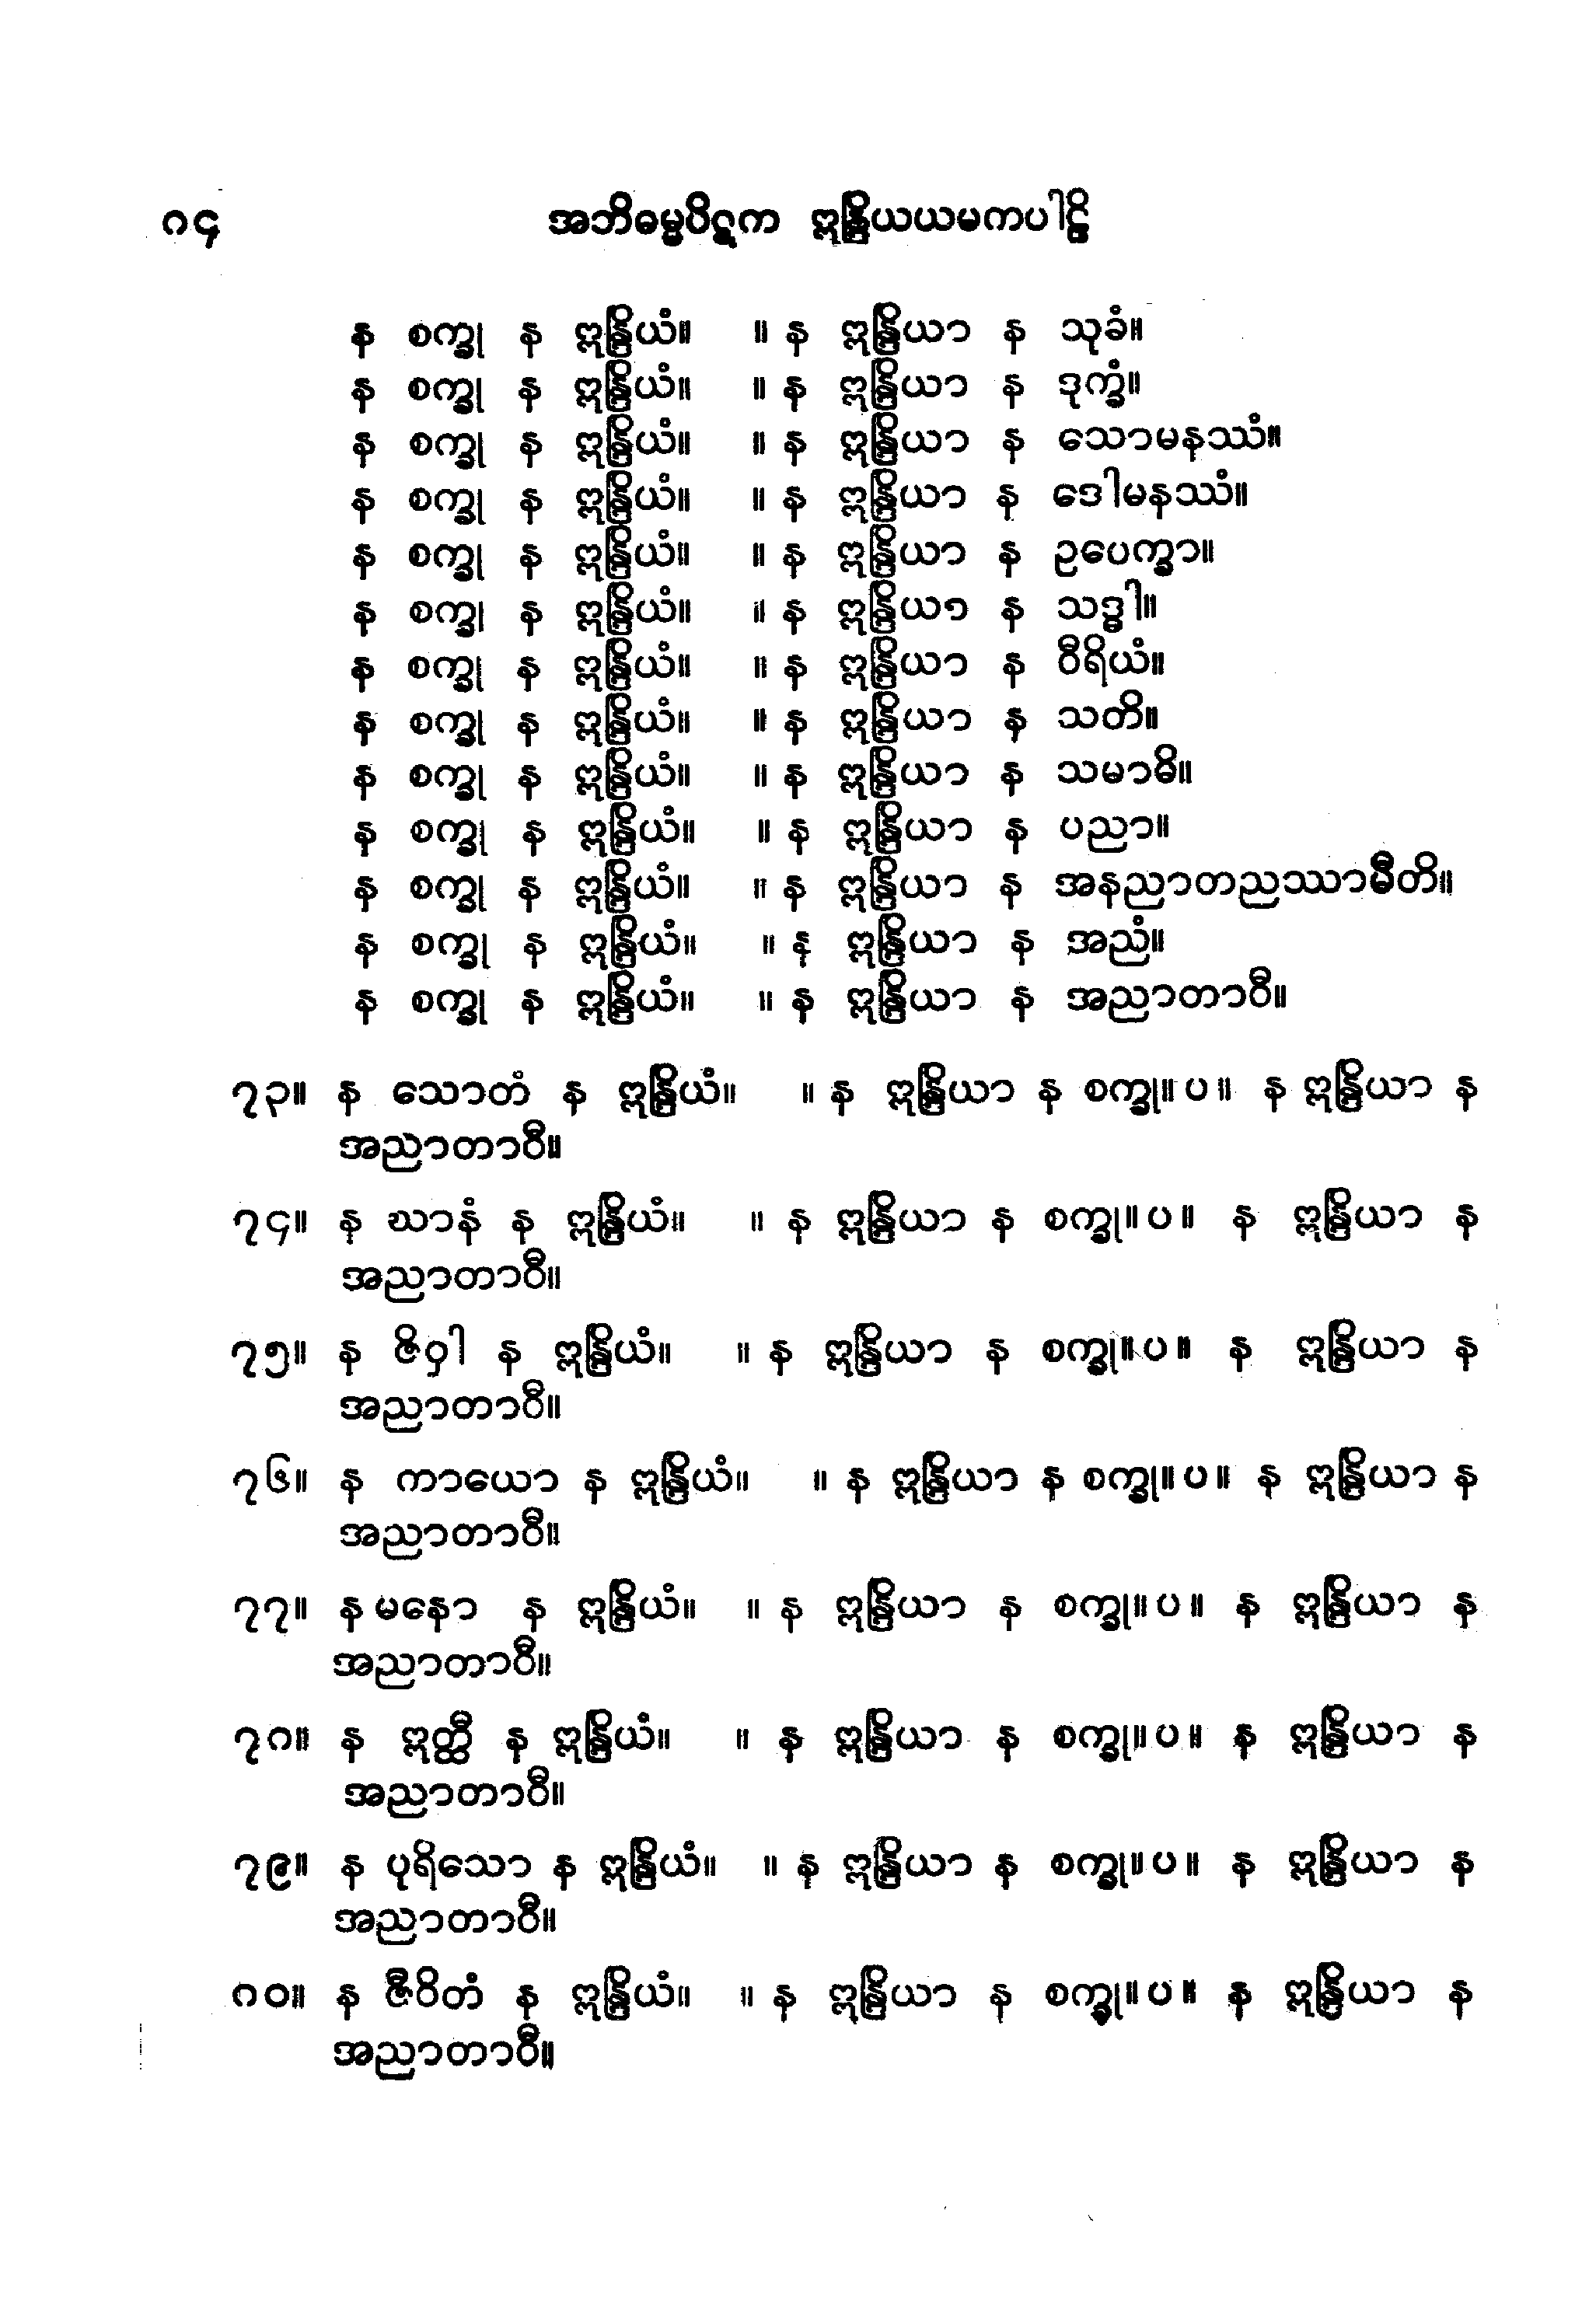 ၈၄ အဘိဓမ္မပိဋက ဣန္ဒြိယယမကပါဠိ
န စက္ခု န ဣန္ဒြိယံ။ ။ န ဣန္ဒြိယာ န သုခံ။
န စက္ခု န ဣန္ဒြိယံ။ ။ န ဣန္ဒြိယာ န ဒုက္ခံ။
န စက္ခု န ဣန္ဒြိယံ။ ။ န ဣန္ဒြိယာ န သောမနဿံ။
န စက္ခု န ဣန္ဒြိယံ။ ။ န ဣန္ဒြိယာ န ဒေါမနဿံ။
န စက္ခု န ဣန္ဒြိယံ။ ။ န ဣန္ဒြိယာ န ဥပေက္ခာ။
န စက္ခု န ဣန္ဒြိယံ။ ။ န ဣန္ဒြိယာ န သဒ္ဓါ။
န စက္ခု န ဣန္ဒြိယံ။ ။ န ဣန္ဒြိယာ န ဝီရိယံ။
န စက္ခု န ဣန္ဒြိယံ။ ။ န ဣန္ဒြိယာ န သတိ။
န စက္ခု န ဣန္ဒြိယံ။ ။ န ဣန္ဒြိယာ န သမာဓိ။
န စက္ခု န ဣန္ဒြိယံ။ ။ န ဣန္ဒြိယာ န ပညာ။
န စက္ခု န ဣန္ဒြိယံ။ ။ န ဣန္ဒြိယာ န အနညာတညဿာမီတိ။
န စက္ခု န ဣန္ဒြိယံ။ ။ န ဣန္ဒြိယာ န အညံ။
န စက္ခု န ဣန္ဒြိယံ။ ။ န ဣန္ဒြိယာ န အညာတာဝီ။
၇၃။ န သောတံ န ဣန္ဒြိယံ။ ။ န ဣန္ဒြိယာ န စက္ခု။ ပ ။ န ဣန္ဒြိယာ န
အညာတာဝီ။
၇၄။ န ဃာနံ န ဣန္ဒြိယံ။ ။ န ဣန္ဒြိယာ န စက္ခု။ ပ ။ န ဣန္ဒြိယာ န
အညာတာဝီ။
၇၅။ န ဇိဝှါ န ဣန္ဒြိယံ။ ။ န ဣန္ဒြိယာ န စက္ခု။ ပ ။ န ဣန္ဒြိယာ န
အညာတာဝီ။
၇၆။ န ကာယော န ဣန္ဒြိယံ။ ။ န ဣန္ဒြိယာ န စက္ခု။ ပ ။ န ဣန္ဒြိယာ န
အညာတာဝီ။
၇၇။ န မနော န ဣန္ဒြိယံ။ ။ န ဣန္ဒြိယာ န စက္ခု။ ပ ။ န ဣန္ဒြိယာ န
အညာတာဝီ။
၇၈။ န ဣတ္ထီ န ဣန္ဒြိယံ။ ။ န ဣန္ဒြိယာ န စက္ခု။ ပ ။ န ဣန္ဒြိယာ န
အညာတာဝီ။
၇၉။ န ပုရိသော န ဣန္ဒြိယံ။ ။ န ဣန္ဒြိယာ န စက္ခု။ ပ ။ န ဣန္ဒြိယာ န
အညာတာဝီ။
၈၀။ န ဇီဝိတံ န ဣန္ဒြိယံ။ ။ န ဣန္ဒြိယာ န စက္ခု။ ပ ။ န ဣန္ဒြိယာ န
အညာတာဝီ။